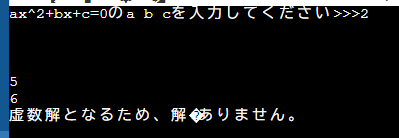 ax^2+bx+c=0のa b cを入力してください>>>2
5
6
虚数解となるため、解�ありません。